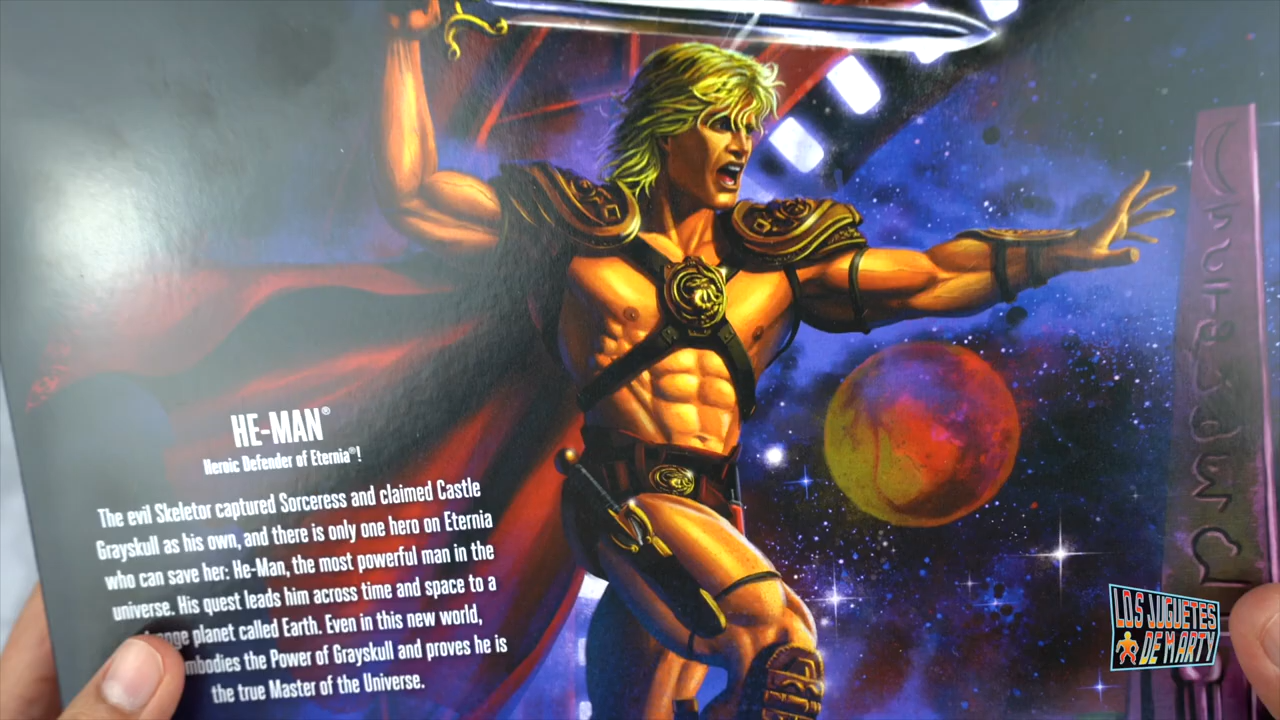 HE-MAN®
Heroic Defender of Eternia®!
The evil Skeletor captured Sorceress and claimed Castle
Grayskull as his own, and there is only one hero on Eternia
who can save her: He-Man, the most powerful man in the
universe. His quest leads him across time and space to a
planet called Earth. Even in this new world,
the Power of Grayskull and proves he is
the true Master of the Universe.
LOS JUGUETES
DE MARTY